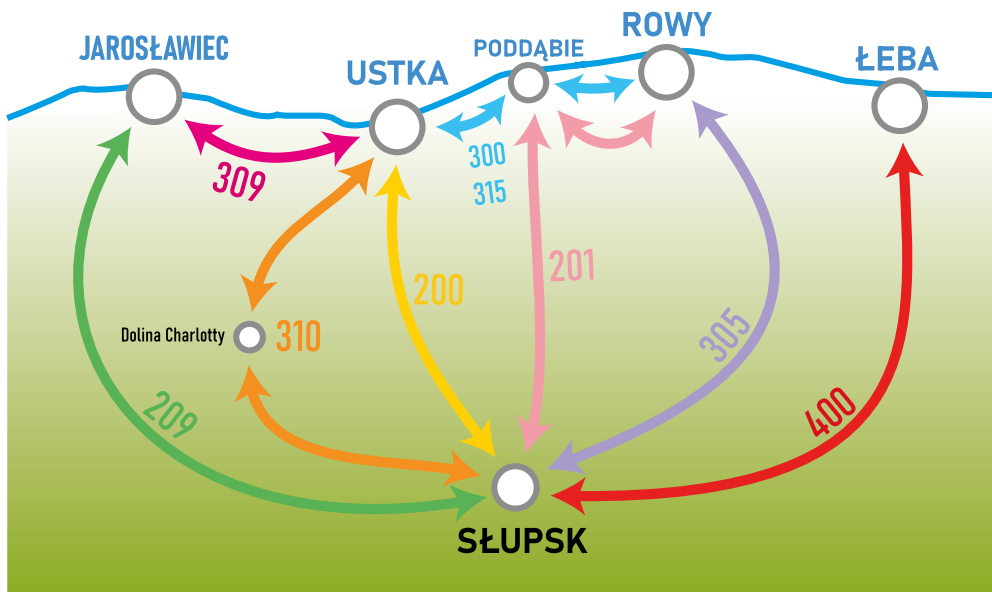 JAROSŁAWIEC
USTKA
PODDĄBIE
ROWY
ŁEBA
309
300
315
201
200
305
Dolina Charlotty
310
209
400
SŁUPSK